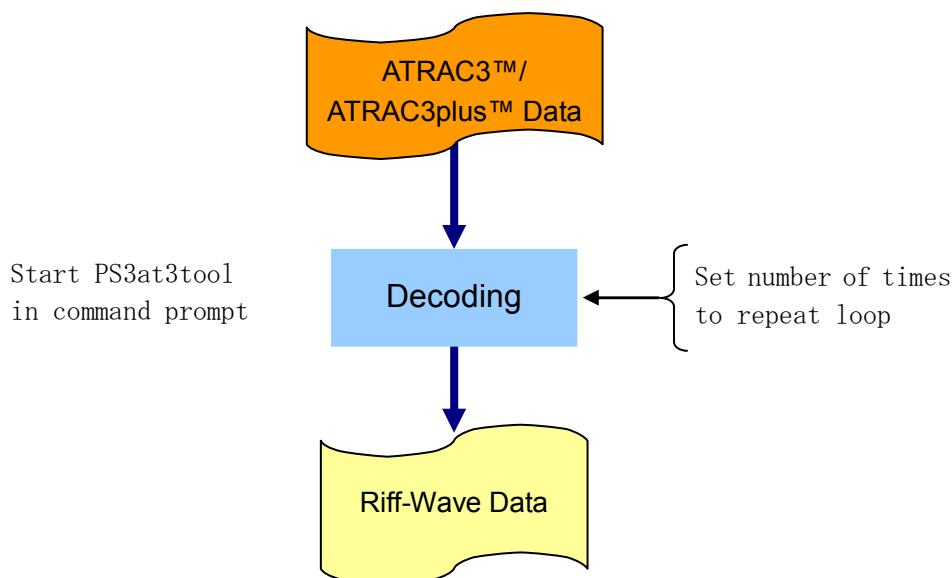 ATRAC3™/
ATRAC3plus™ Data
Start PS3at3tool
in command prompt
Decoding
Set number of times
to repeat loop
Riff-Wave Data